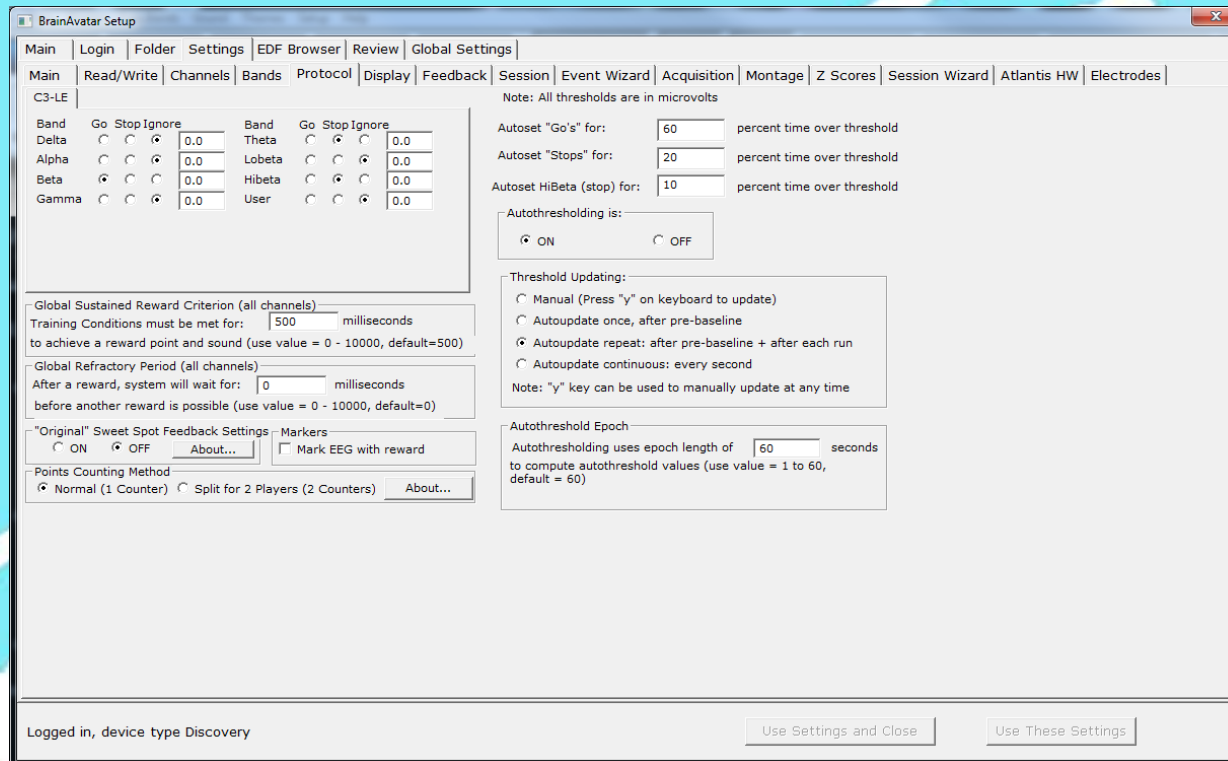 BrainAvatar Setup
Main Login Folder Settings EDF Browser Review Global Settings
Main Read/Write Channels Bands Protocol Display Feedback Session Event Wizard Acquisition Montage Z Scores Session Wizard Atlantis HW Electrodes
C3-LE
Band Go Stop Ignore Band Go Stop Ignore
Delta 0.0 Theta 0.0
Alpha 0.0 Lobeta 0.0
Beta 0.0 Hibeta 0.0
Gamma 0.0 User 0.0
Global Sustained Reward Criterion (all channels)
Training Conditions must be met for: 500 milliseconds
to achieve a reward point and sound (use value = 0 - 10000, default=500)
Global Refractory Period (all channels)
After a reward, system will wait for: 0 milliseconds
before another reward is possible (use value = 0 - 10000, default=0)
"Original" Sweet Spot Feedback Settings Markers
ON OFF About... Mark EEG with reward
Points Counting Method
Normal (1 Counter) Split for 2 Players (2 Counters) About...
Note: All thresholds are in microvolts
Autoset "Go's" for: 60 percent time over threshold
Autoset "Stops" for: 20 percent time over threshold
Autoset HiBeta (stop) for: 10 percent time over threshold
Autothresholding is:
ON OFF
Threshold Updating:
Manual (Press "y" on keyboard to update)
Autoupdate once, after pre-baseline
Autoupdate repeat: after pre-baseline + after each run
Autoupdate continuous: every second
Note: "y" key can be used to manually update at any time
Autothreshold Epoch
Autothresholding uses epoch length of 60 seconds
to compute autothreshold values (use value = 1 to 60,
default = 60)
Logged in, device type Discovery
Use Settings and Close Use These Settings